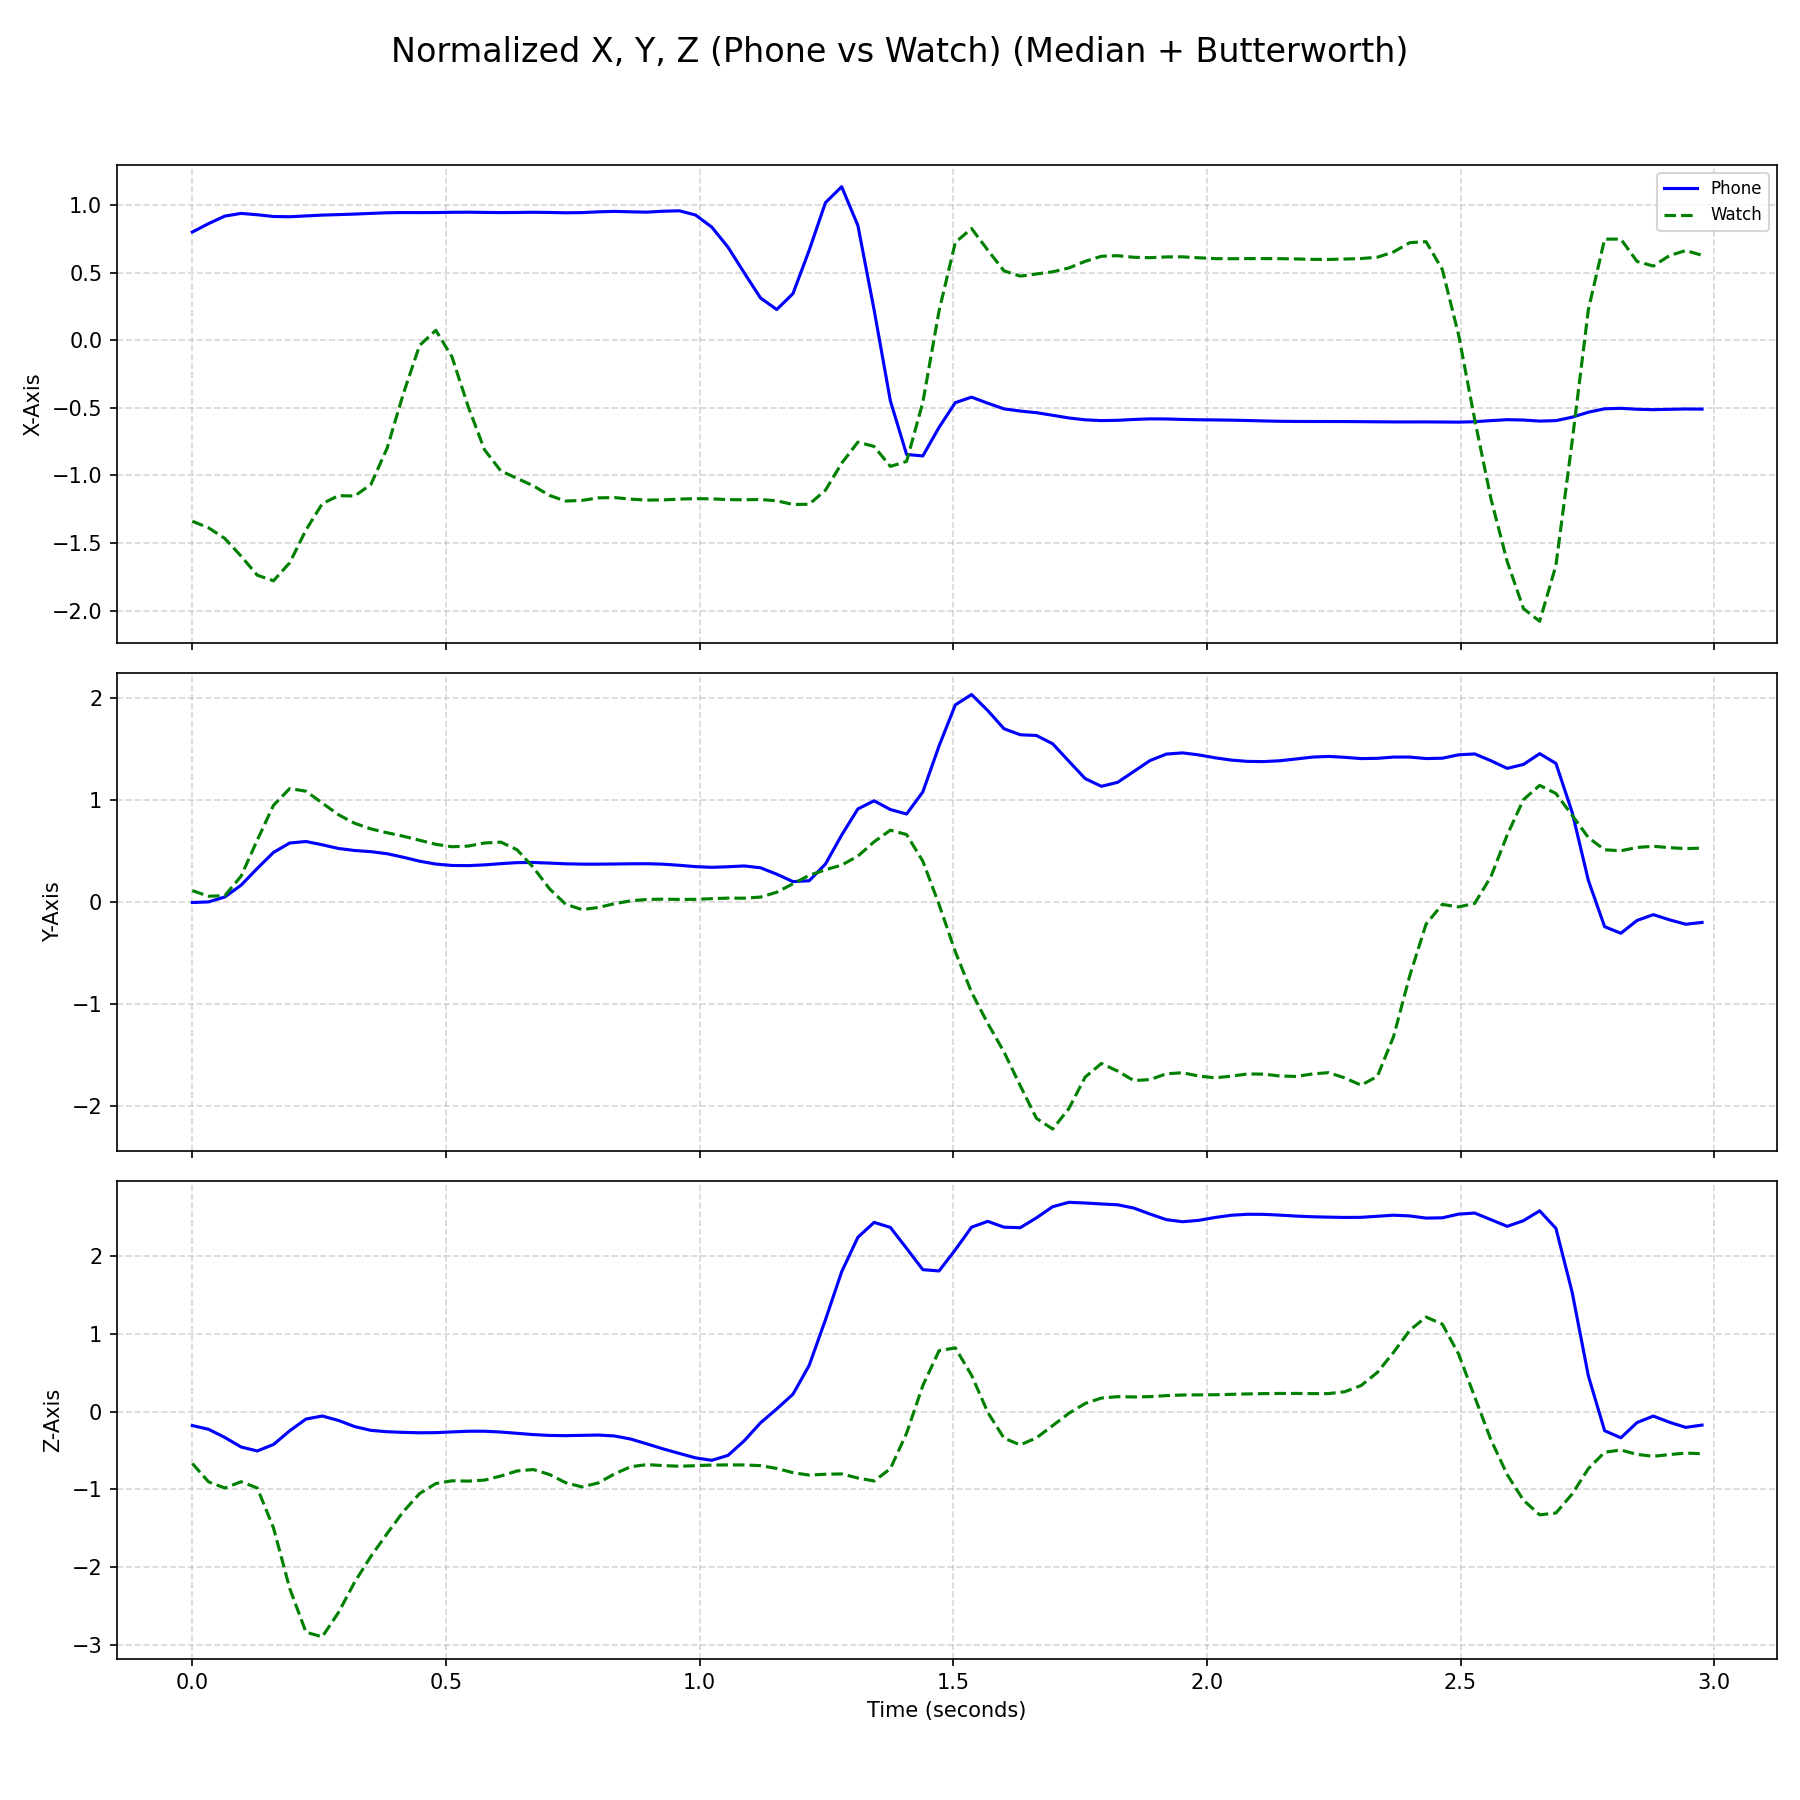 Normalized X, Y, Z (Phone vs Watch) (Median + Butterworth)
Phone
Watch
1.0
0.5
0.0
−0.5
−1.0
−1.5
−2.0
X-Axis
2
1
0
−1
−2
Y-Axis
2
1
0
−1
−2
−3
Z-Axis
0.0 0.5 1.0 1.5 2.0 2.5 3.0
Time (seconds)